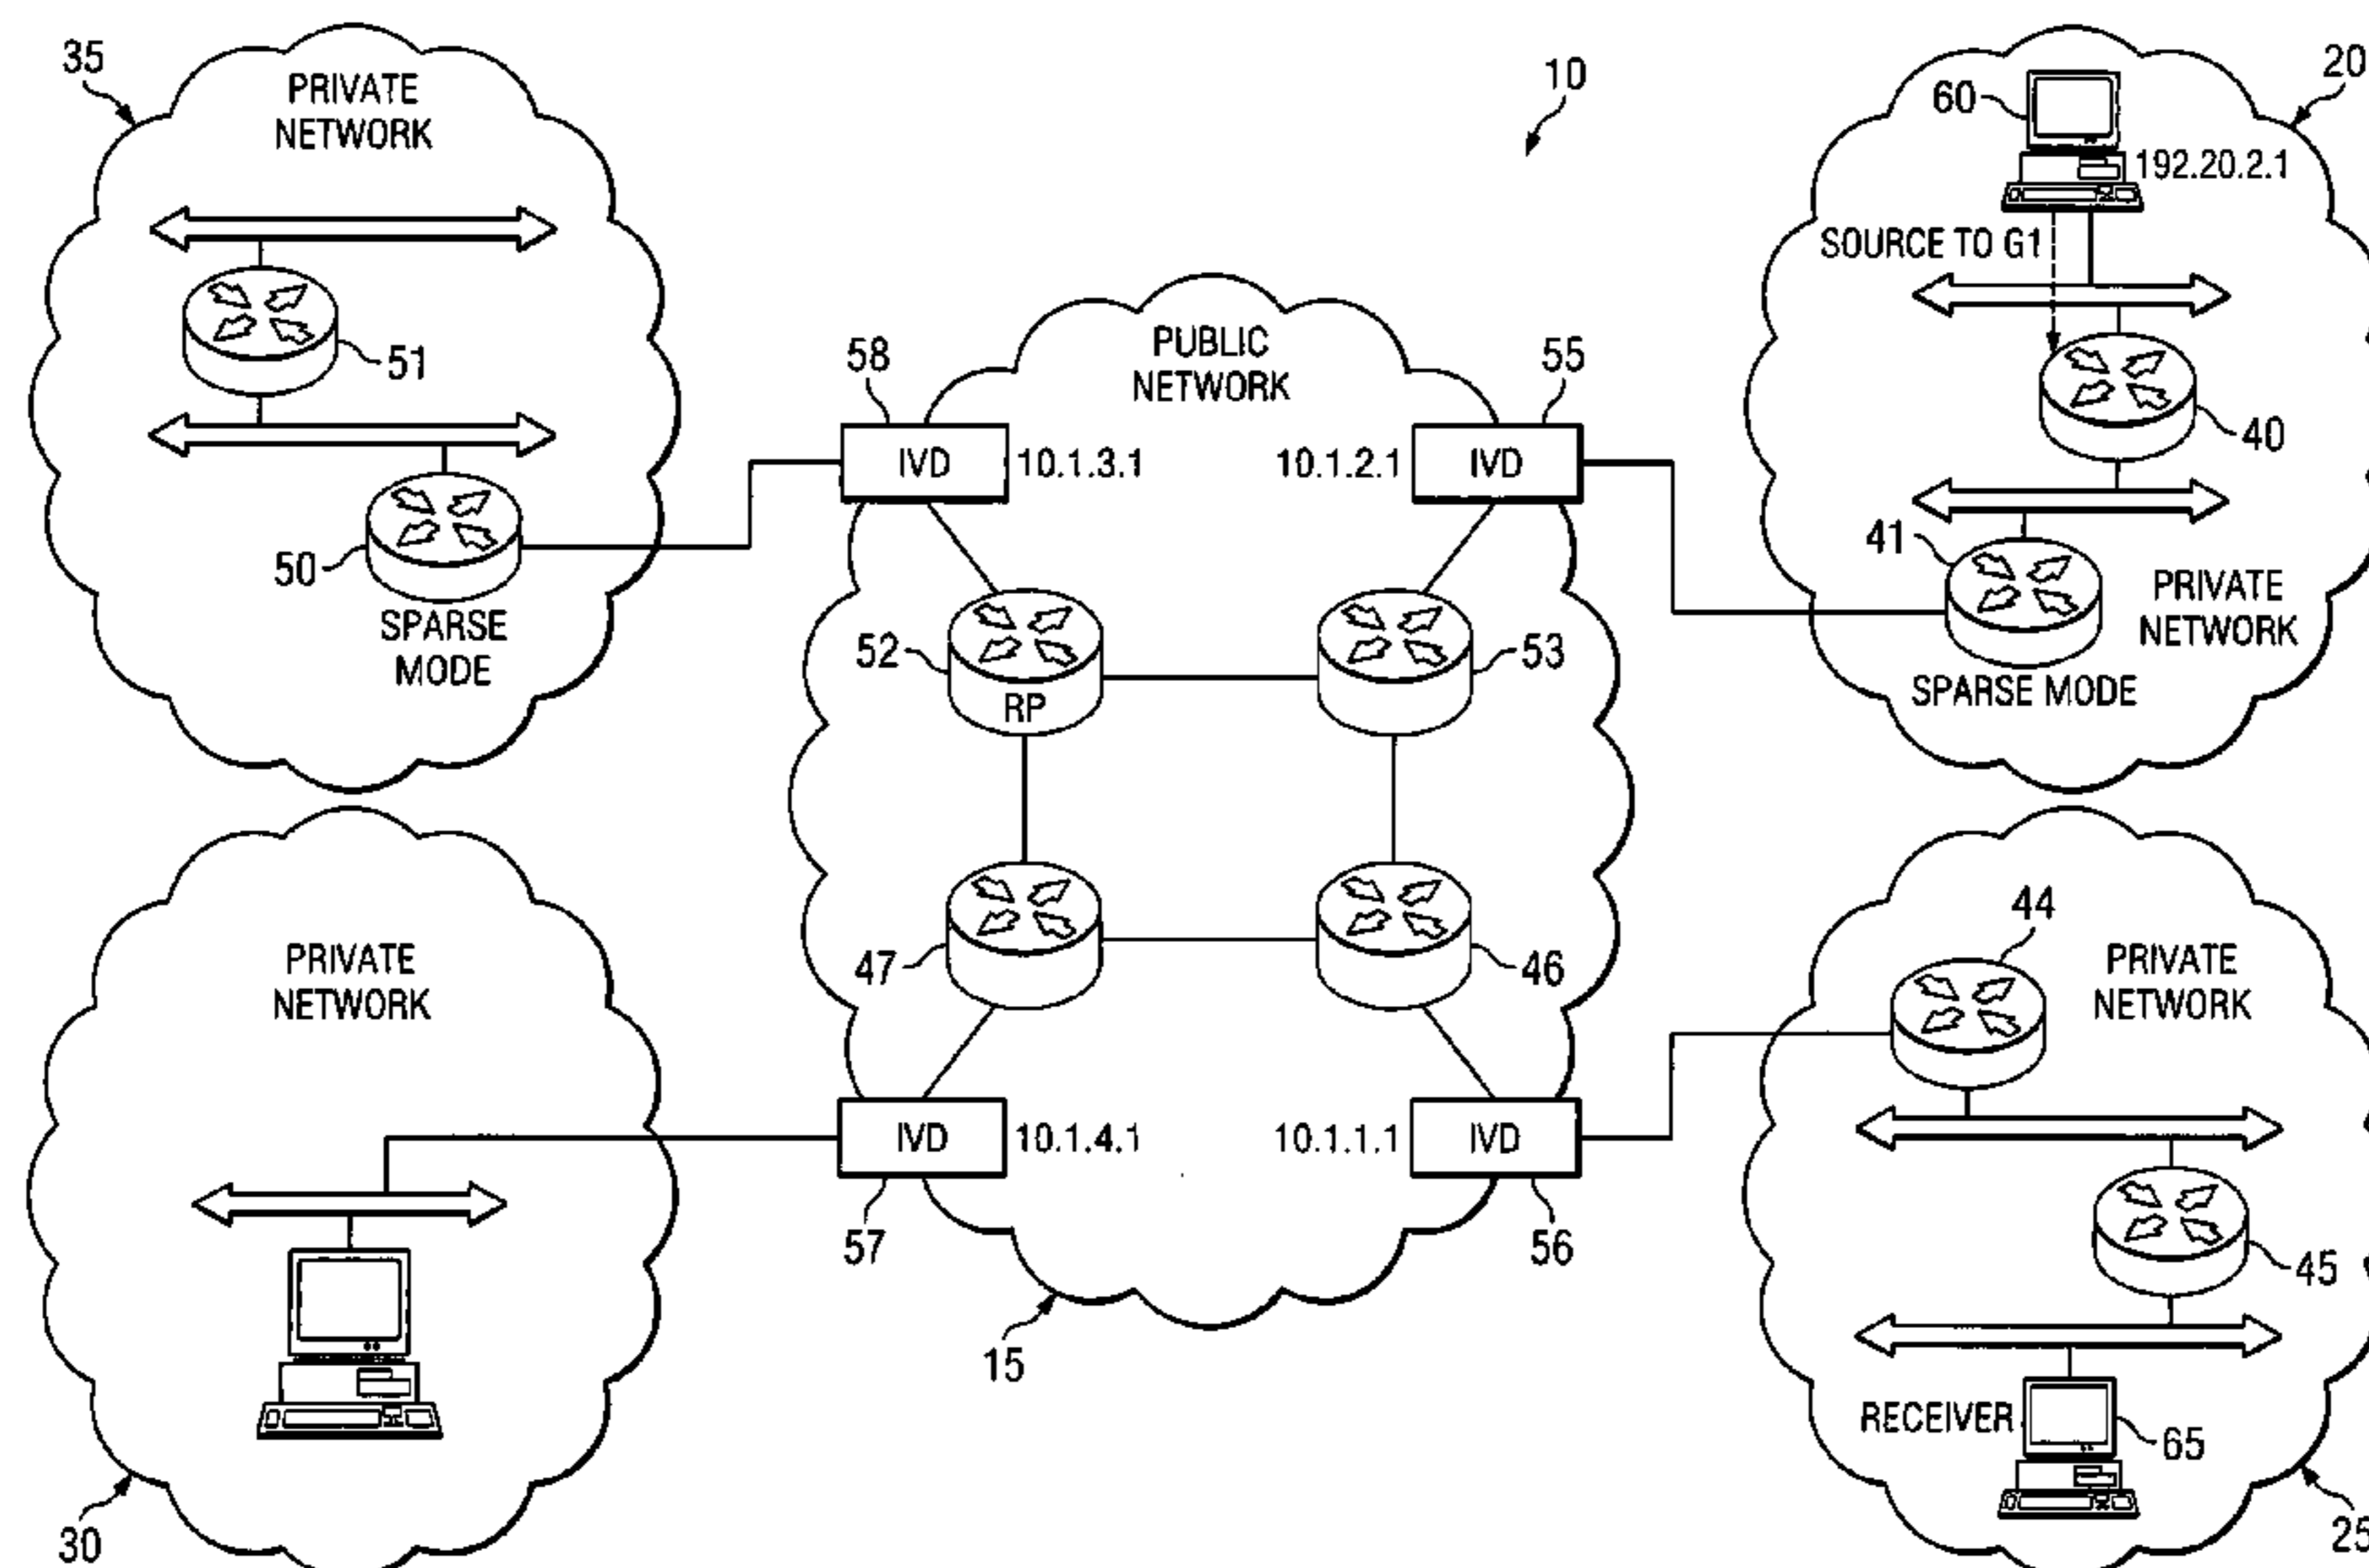 35
PRIVATE
NETWORK
51
50
SPARSE
MODE
10
PUBLIC
NETWORK
58
IVD
10.1.3.1
55
10.1.2.1
IVD
52
RP
53
47
46
IVD
10.1.4.1
57
10.1.1.1
IVD
56
15
20
60
192.20.2.1
SOURCE TO G1
40
41
PRIVATE
NETWORK
SPARSE MODE
PRIVATE
NETWORK
30
44
PRIVATE
NETWORK
45
RECEIVER
65
25